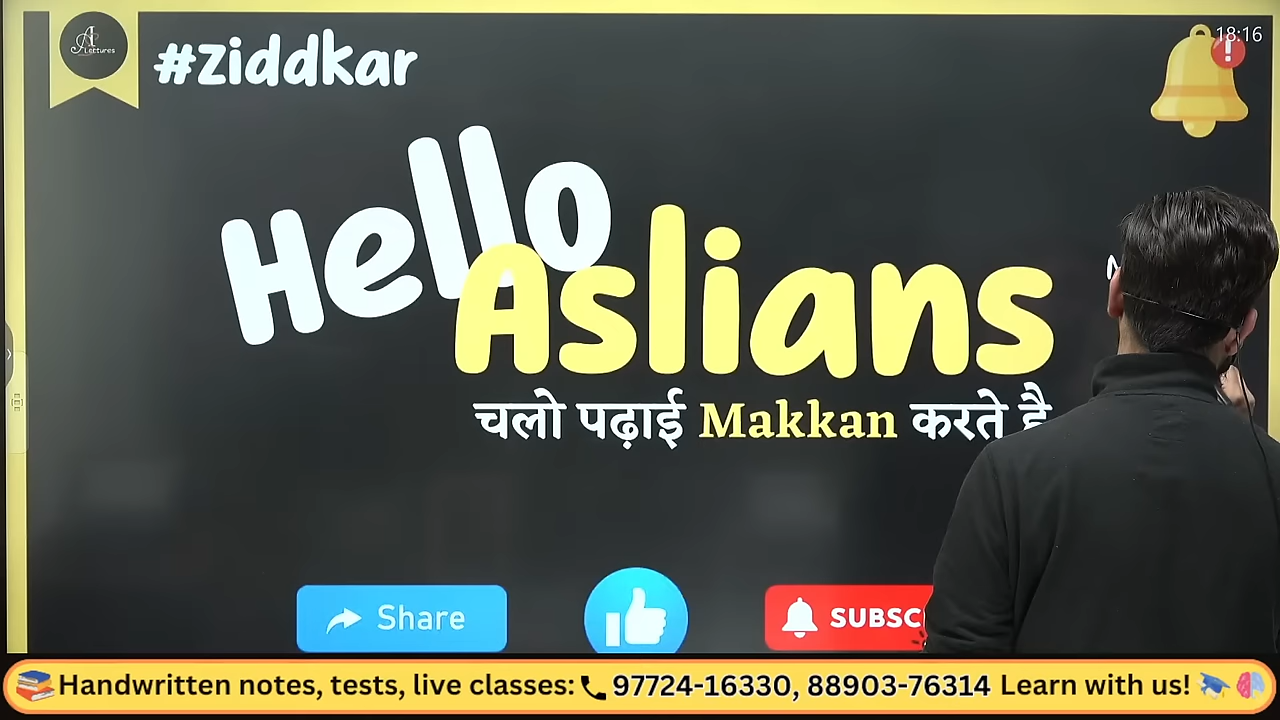 A
Lectures
#ziddkar
18:16
Hello
Aslians
चलो पढ़ाई Makkan करते है
Share
SUBSC
Handwritten notes, tests, live classes: 97724-16330, 88903-76314 Learn with us!